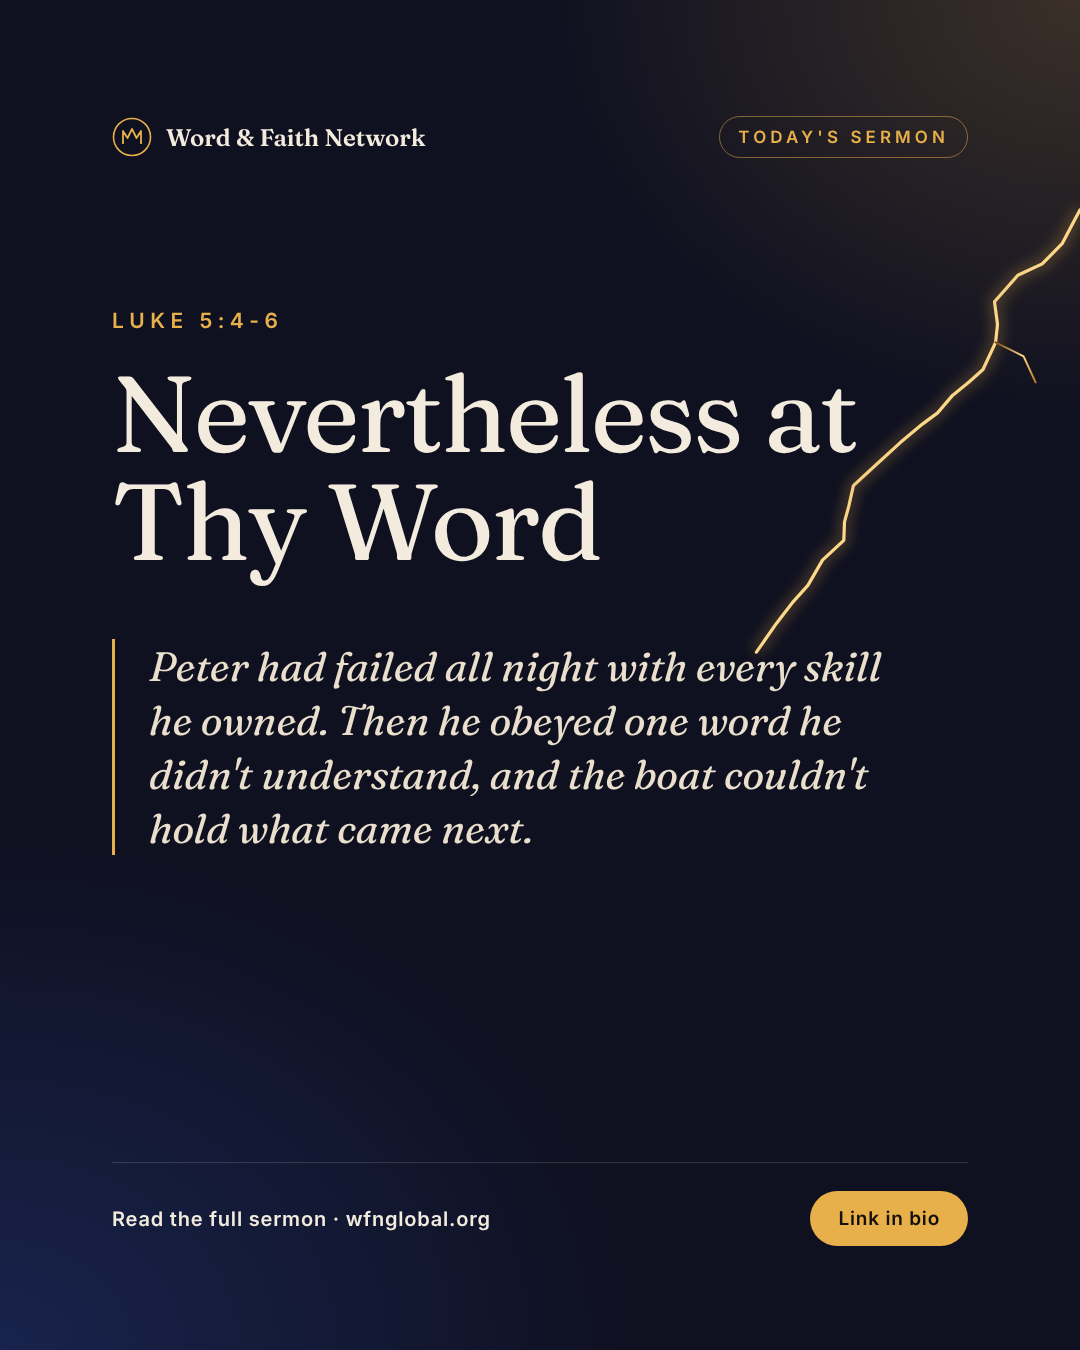 Word & Faith Network
TODAY'S SERMON
LUKE 5:4-6
Nevertheless at
Thy Word
Peter had failed all night with every skill
he owned. Then he obeyed one word he
didn't understand, and the boat couldn't
hold what came next.
Read the full sermon · wfnglobal.org
Link in bio